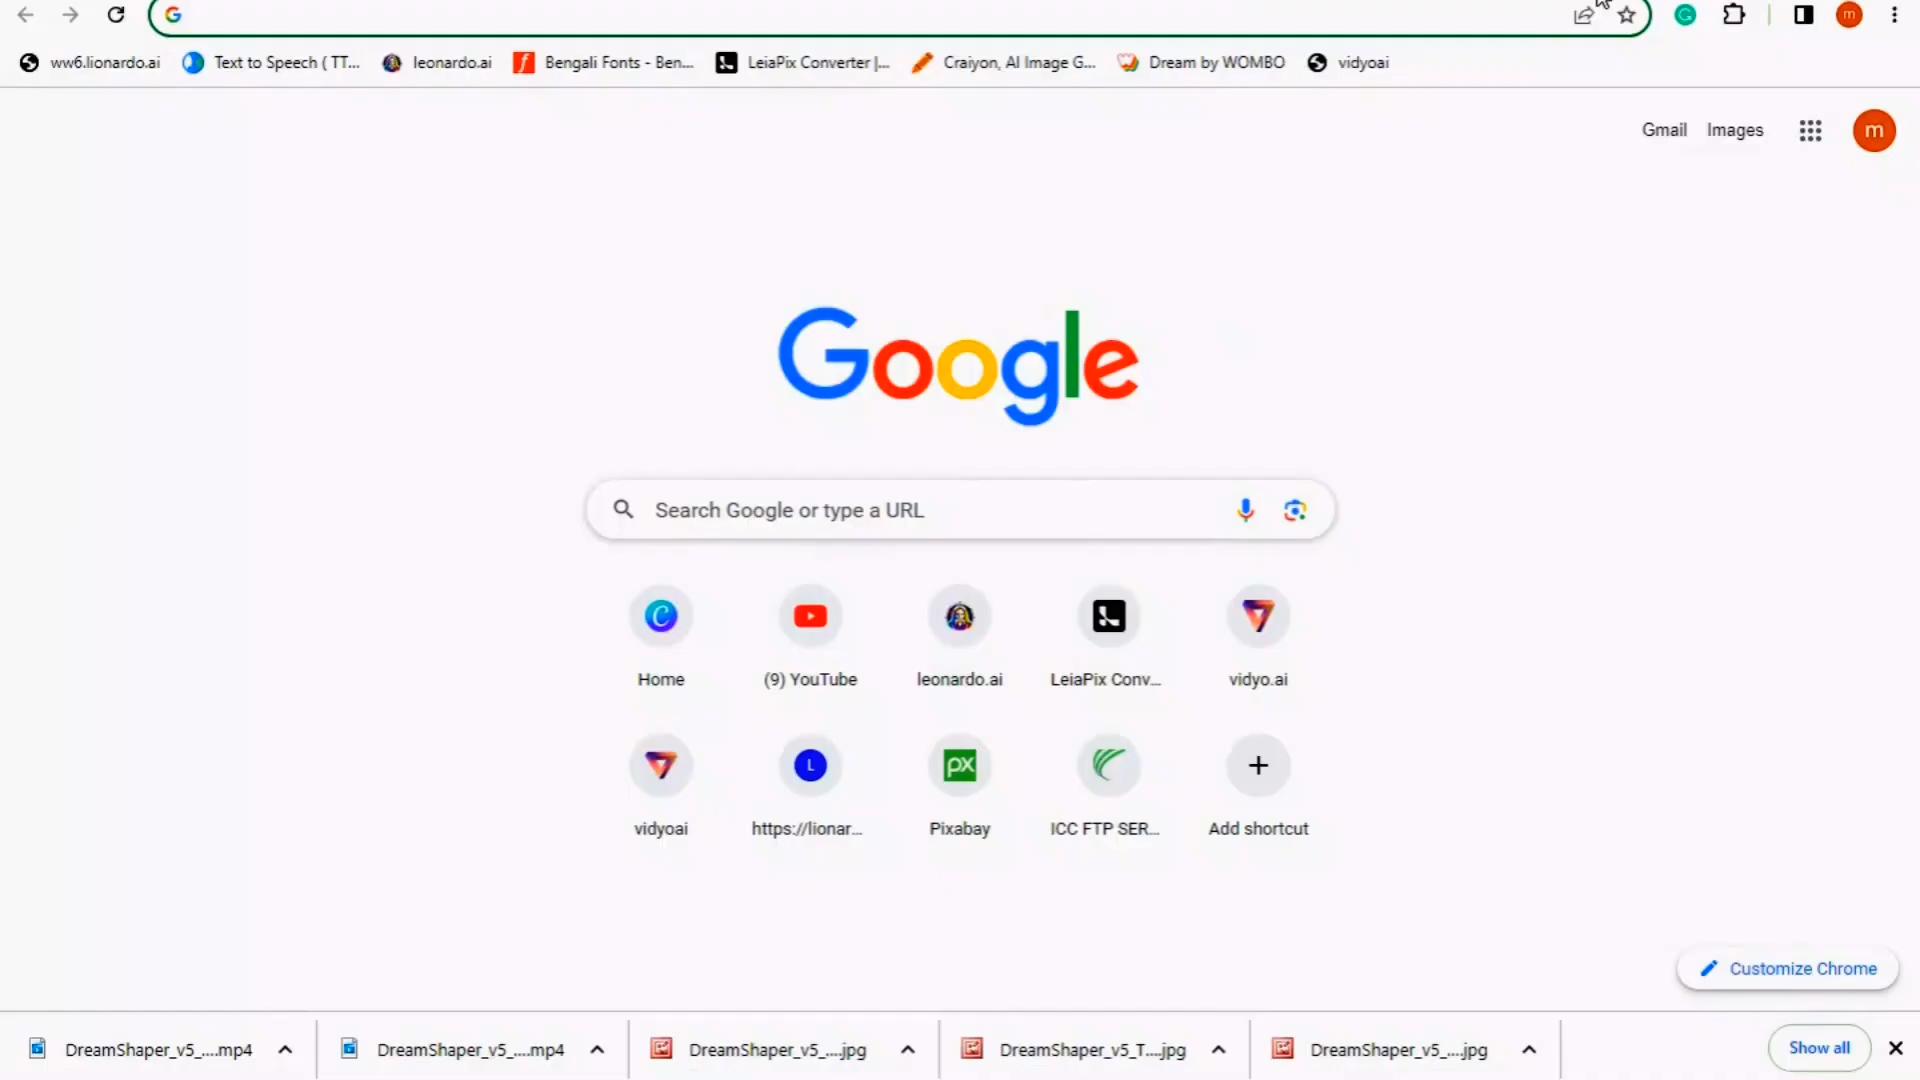 ww6.lionardo.ai Text to Speech ( TT... leonardo.ai Bengali Fonts - Ben... LeiaPix Converter |... Craiyon, AI Image G... Dream by WOMBO vidyoai
Gmail Images m
Google
Search Google or type a URL
Home (9) YouTube leonardo.ai LeiaPix Conv... vidyo.ai
L px
vidyoai https://lionar... Pixabay ICC FTP SER... Add shortcut
Customize Chrome
DreamShaper_v5_....mp4 DreamShaper_v5_....mp4 DreamShaper_v5_....jpg DreamShaper_v5_T....jpg DreamShaper_v5_....jpg Show all